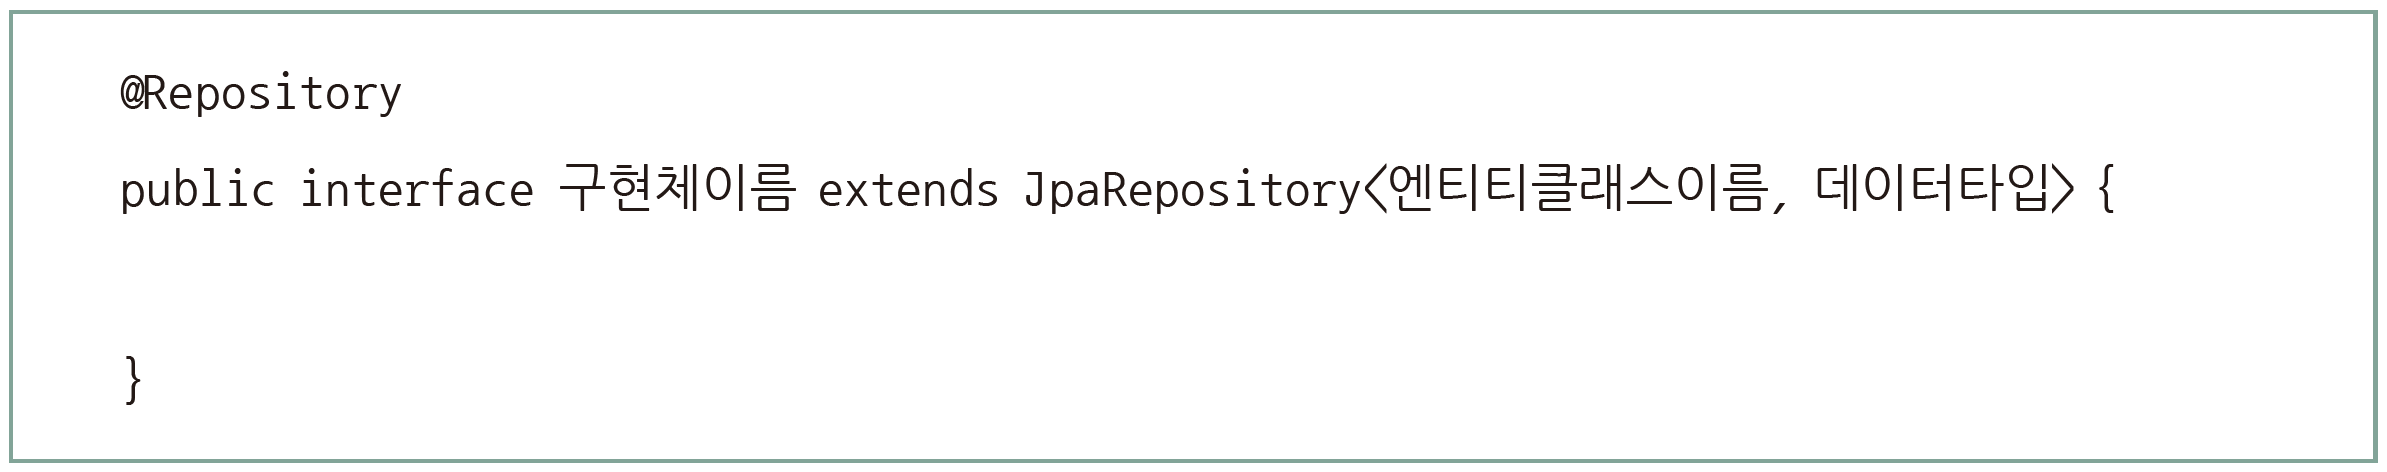 @Repository
public interface 구현체이름 extends JpaRepository<엔티티클래스이름, 데이터타입> {
}